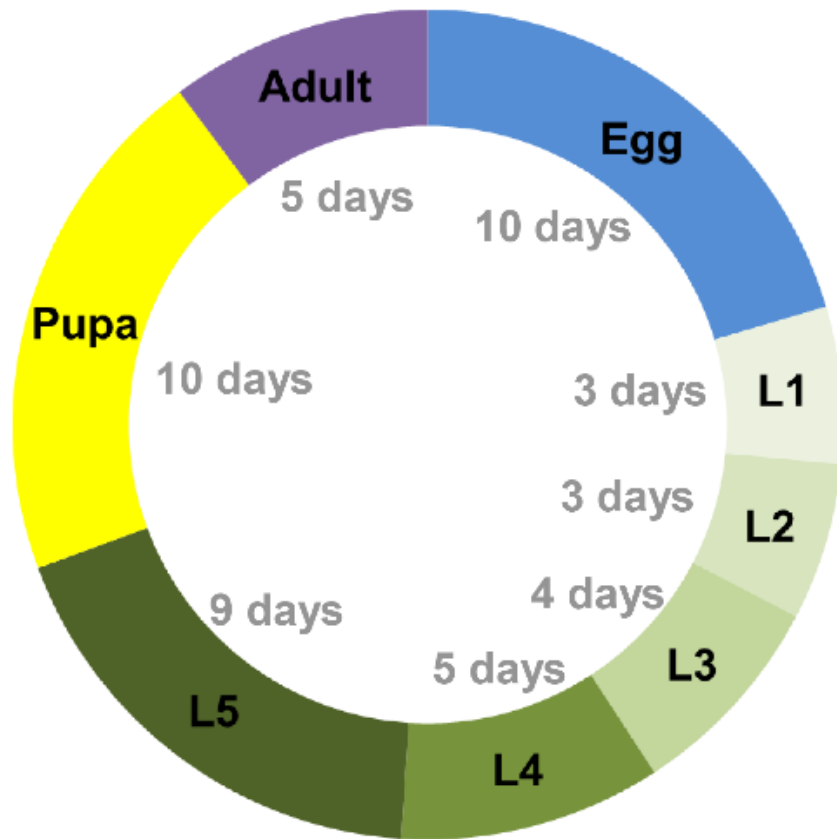 Egg
10 days
L1
3 days
L2
3 days
L3
4 days
L4
5 days
L5
9 days
Pupa
10 days
Adult
5 days